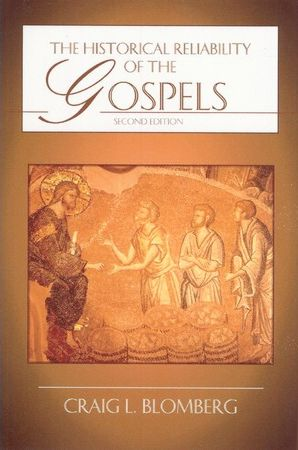 THE HISTORICAL RELIABILITY
OF THE
GOSPELS
SECOND EDITION
CRAIG L. BLOMBERG